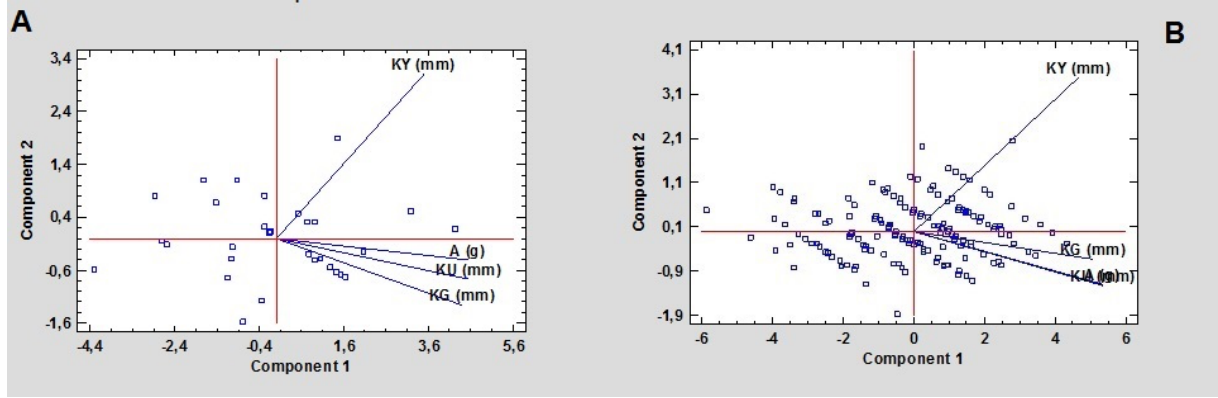 A
3,4
2,4
1,4
0,4
-0,6
-1,6
Component 2
KY (mm)
A (g)
KU (mm)
KG (mm)
-4,4 -2,4 -0,4 1,6 3,6 5,6
Component 1
B
4,1
3,1
2,1
1,1
0,1
-0,9
-1,9
Component 2
KY (mm)
KG (mm)
A (g)
-6 -4 -2 0 2 4 6
Component 1